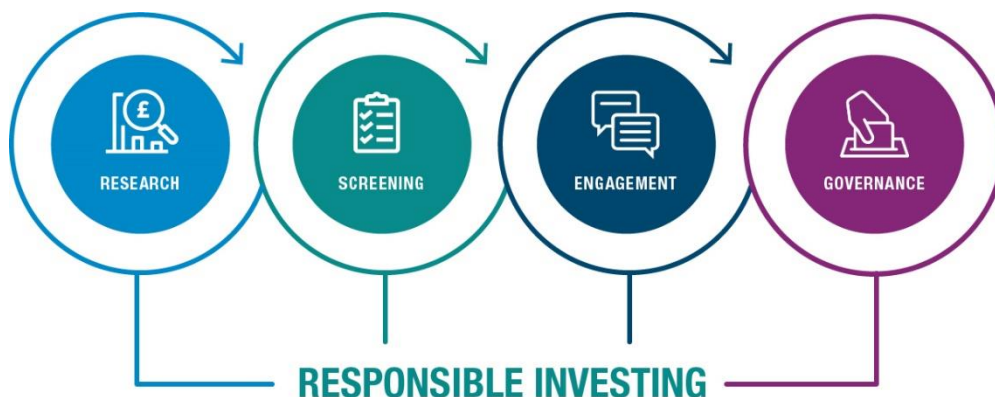 £
RESEARCH
SCREENING
ENGAGEMENT
GOVERNANCE
RESPONSIBLE INVESTING